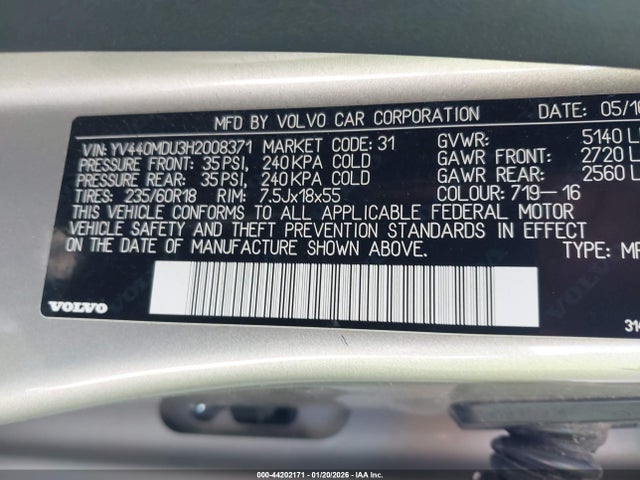 MFD BY VOLVO CAR CORPORATION DATE: 05/16
VIN: YV440MDU3H2008371 MARKET CODE: 31 GVWR: 5140 L
PRESSURE FRONT: 35PSI, 240KPA COLD GAWR FRONT: 2720 L
PRESSURE REAR: 35PSI, 240KPA COLD GAWR REAR: 2560 L
TIRES: 235/60R18 RIM: 7.5Jx18x55 COLOUR: 719-16
THIS VEHICLE CONFORMS TO ALL APPLICABLE FEDERAL MOTOR
VEHICLE SAFETY AND THEFT PREVENTION STANDARDS IN EFFECT
ON DATE OF MANUFACTURE SHOWN ABOVE. TYPE: MP
VOLVO 314
000-44202171 - 01/20/2026 - IAA Inc.